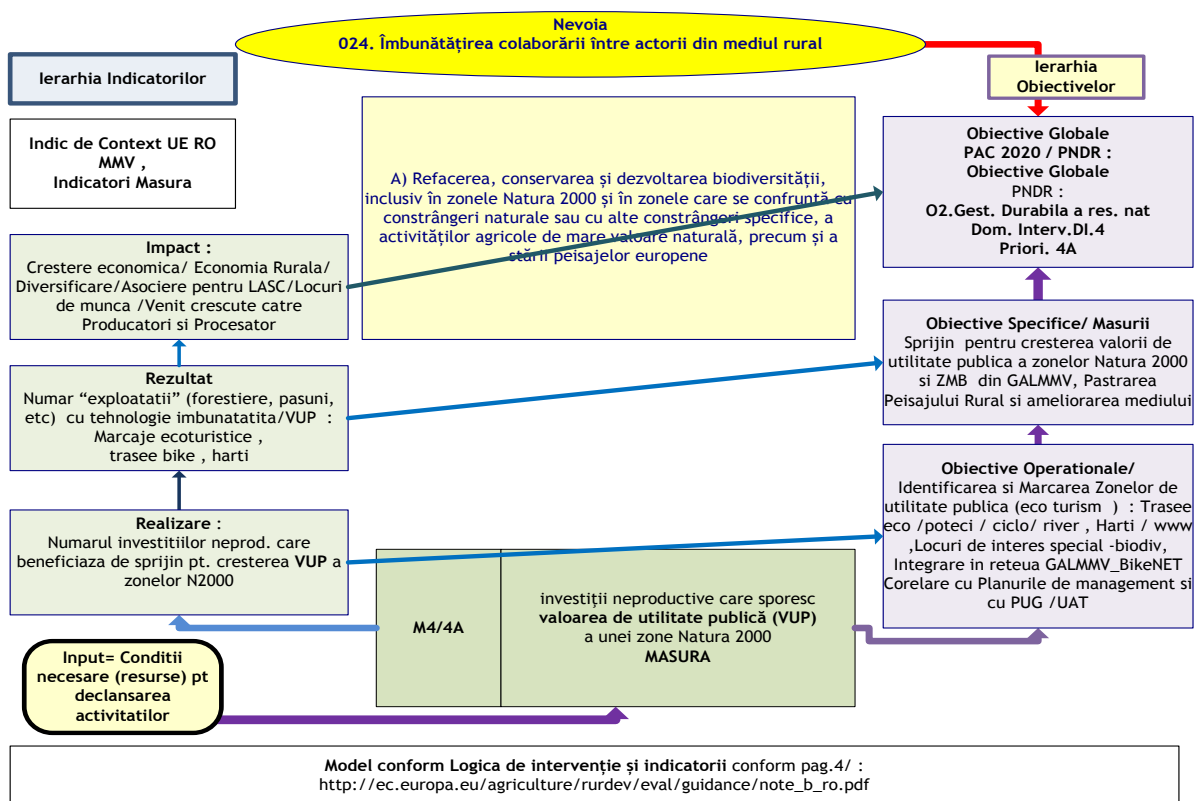 Nevoia
024. Îmbunătățirea colaborării între actorii din mediul rural
Ierarhia Indicatorilor
Ierarhia
Obiectivelor
Indic de Context UE RO
MMV ,
Indicatori Masura
A) Refacerea, conservarea și dezvoltarea biodiversității,
inclusiv în zonele Natura 2000 și în zonele care se confruntă cu
constrângeri naturale sau cu alte constrângeri specifice, a
activităților agricole de mare valoare naturală, precum și a
stării peisajelor europene
Obiective Globale
PAC 2020 / PNDR :
Obiective Globale
PNDR :
O2.Gest. Durabila a res. nat
Dom. Interv.DI.4
Priori. 4A
Impact :
Crestere economica/ Economia Rurala/
Diversificare/Asociere pentru LASC/Locuri
de munca /Venit crescute catre
Producatori si Procesator
Obiective Specifice/ Masurii
Sprijin pentru cresterea valorii de
utilitate publica a zonelor Natura 2000
si ZMB din GALMMV, Pastrarea
Peisajului Rural si ameliorarea mediului
Rezultat
Numar “exploatatii” (forestiere, pasuni,
etc) cu tehnologie imbunatatita/VUP :
Marcaje ecoturistice ,
trasee bike , harti
Obiective Operationale/
Identificarea si Marcarea Zonelor de
utilitate publica (eco turism ) : Trasee
eco /poteci / ciclo/ river , Harti / www
,Locuri de interes special -biodiv,
Integrare in reteua GALMMV_BikeNET
Corelare cu Planurile de management si
cu PUG /UAT
Realizare :
Numarul investitiilor neprod. care
beneficiaza de sprijin pt. cresterea VUP a
zonelor N2000
M4/4A
investiții neproductive care sporesc
valoarea de utilitate publică (VUP)
a unei zone Natura 2000
MASURA
Input= Conditii
necesare (resurse) pt
declansarea
activitatilor
Model conform Logica de intervenție și indicatorii conform pag.4/ :
http://ec.europa.eu/agriculture/rurdev/eval/guidance/note_b_ro.pdf